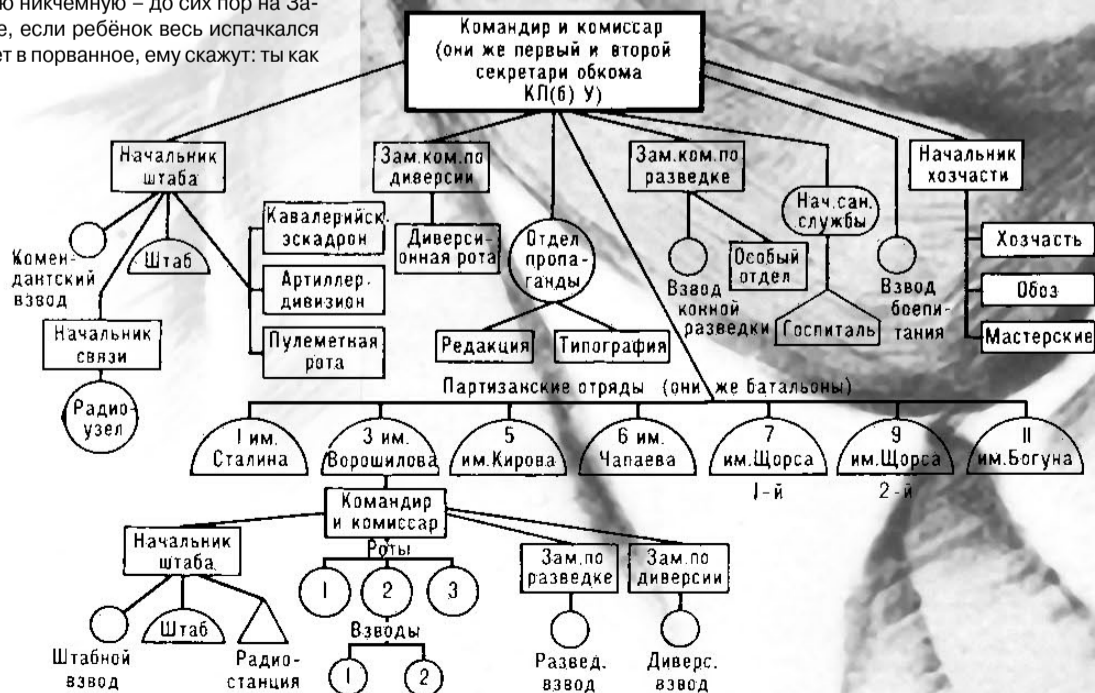 ю никчемную – до сих пор на За-
е, если ребёнок весь испачкался
ет в порванное, ему скажут: ты как
Командир и комиссар
(они же первый и второй
секретари обкома
КП(б) У)
Начальник
штаба
Зам.ком.по
диверсии
Зам.ком.по
разведке
Начальник
хозчасти
Комен-
дантский
взвод
Штаб
Кавалерийск.
эскадрон
Артиллер.
дивизион
Пулеметная
рота
Начальник
связи
Радио-
узел
Диверси-
онная рота
Отдел
пропа-
ганды
Редакция
Типография
Взвод
конной
разведки
Особый
отдел
Нач.сан.
службы
Госпиталь
Взвод
боепи-
тания
Хозчасть
Обоз
Мастерские
Партизанские отряды (они же батальоны)
1 им.
Сталина
3 им.
Ворошилова
5
им.Кирова
6 им.
Чапаева
7
им.Щорса
1-й
9
им.Щорса
2-й
11
им.Богуна
Командир
и комиссар
Начальник
штаба
Штабной
взвод
Штаб
Радио-
станция
Роты
1
2
3
Взводы
1
2
Зам.по
разведке
Развед.
взвод
Зам.по
диверсии
Диверс.
взвод